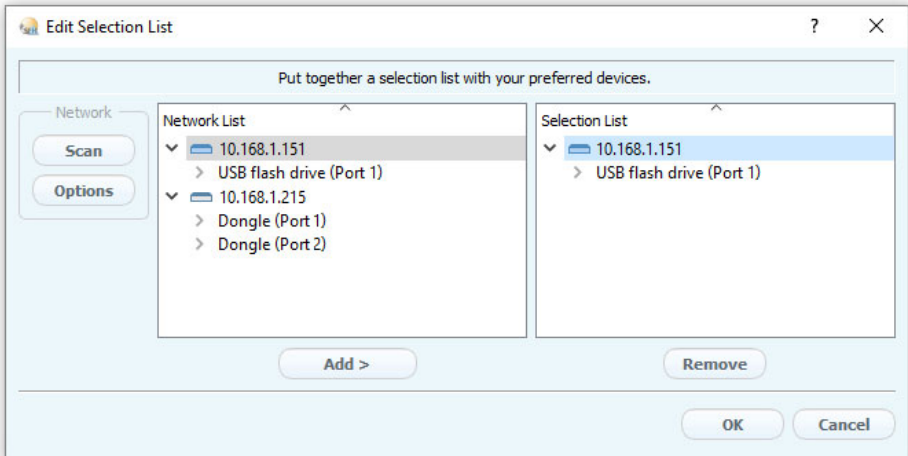 Edit Selection List
?
Put together a selection list with your preferred devices.
Network
Scan
Options
Network List
10.168.1.151
USB flash drive (Port 1)
10.168.1.215
Dongle (Port 1)
Dongle (Port 2)
Add >
Selection List
10.168.1.151
USB flash drive (Port 1)
Remove
OK
Cancel